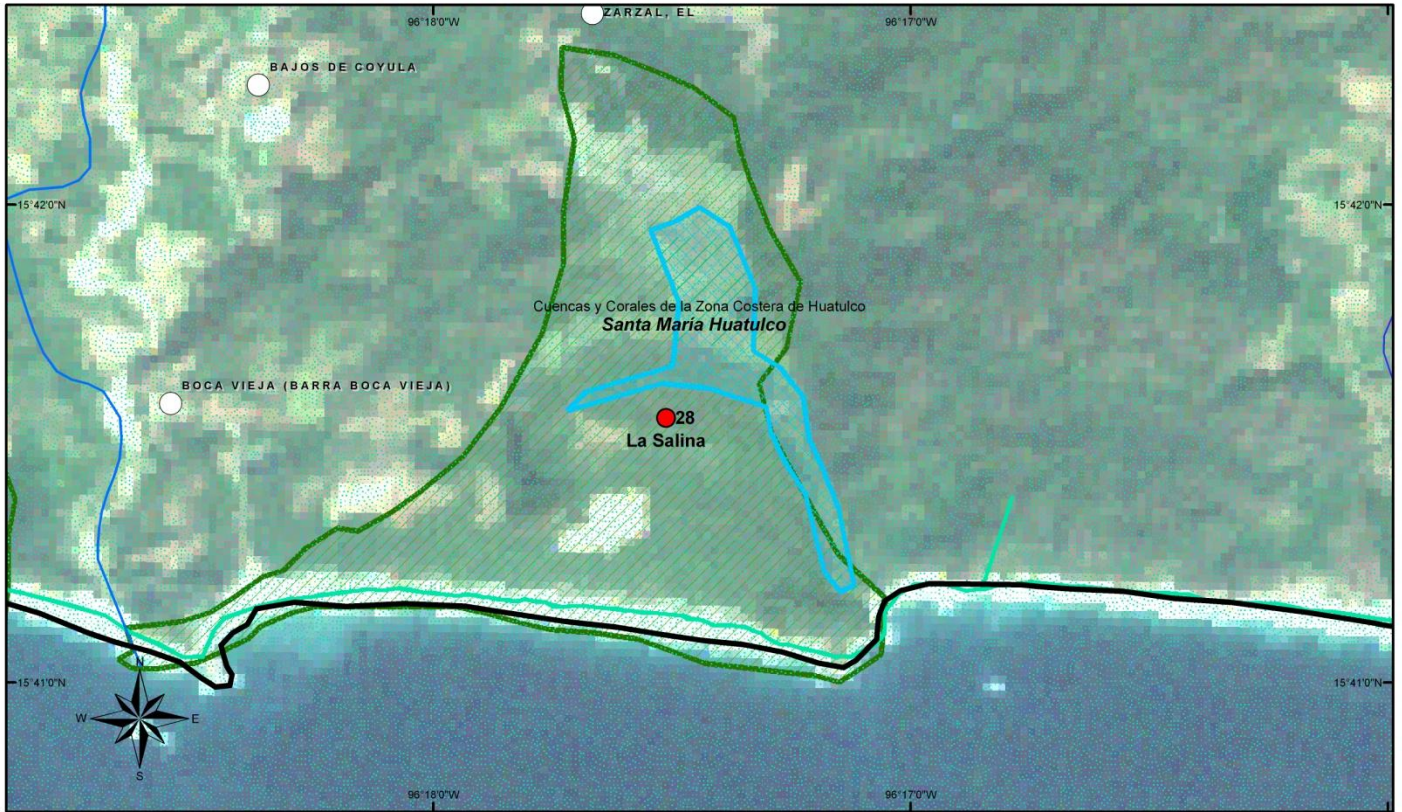 ZARZAL, EL
96°18'0"W
96°17'0"W
BAJOS DE COYULA
15°42'0"N
15°42'0"N
Cuencas y Corales de la Zona Costera de Huatulco
Santa María Huatulco
BOCA VIEJA (BARRA BOCA VIEJA)
28
La Salina
N
15°41'0"N
15°41'0"N
W
E
S
96°18'0"W
96°17'0"W